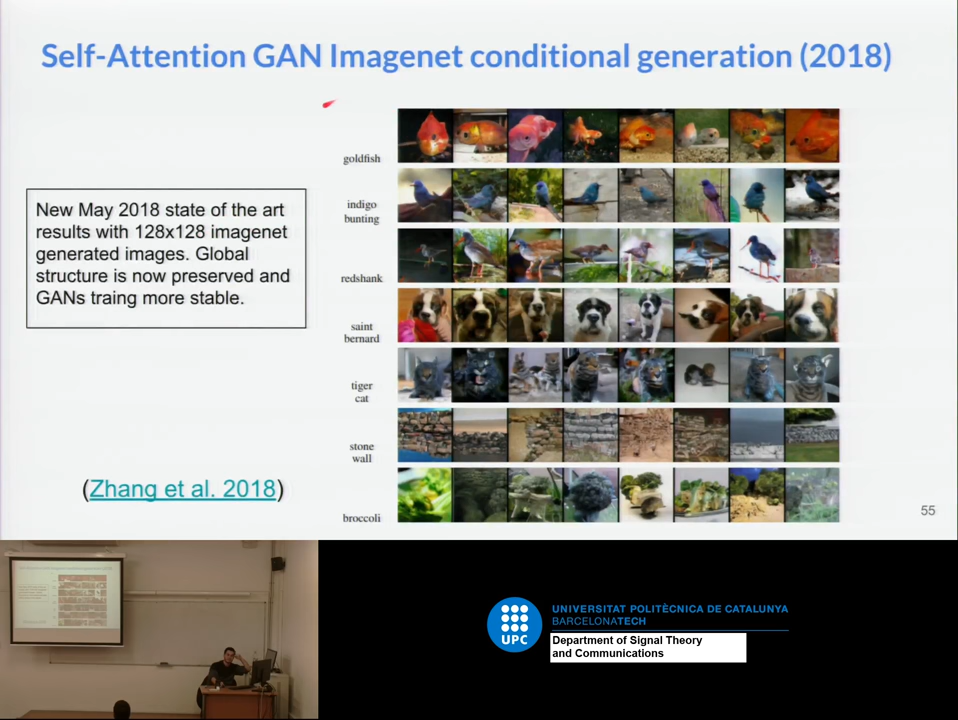 Self-Attention GAN Imagenet conditional generation (2018)
New May 2018 state of the art
results with 128x128 imagenet
generated images. Global
structure is now preserved and
GANs traing more stable.
(Zhang et al. 2018)
goldfish
indigo
bunting
redshank
saint
bernard
tiger
cat
stone
wall
broccoli
55
UPC
UNIVERSITAT POLITÈCNICA DE CATALUNYA
BARCELONATECH
Department of Signal Theory
and Communications